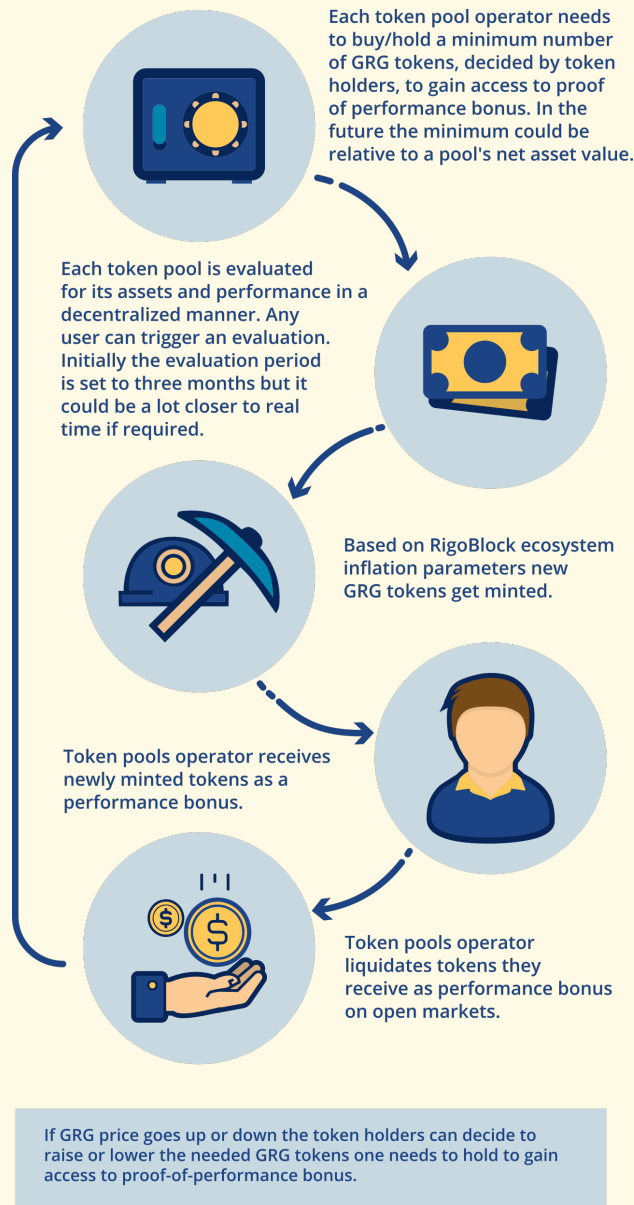 Each token pool operator needs
to buy/hold a minimum number
of GRG tokens, decided by token
holders, to gain access to proof
of performance bonus. In the
future the minimum could be
relative to a pool's net asset value.
Each token pool is evaluated
for its assets and performance in a
decentralized manner. Any
user can trigger an evaluation.
Initially the evaluation period
is set to three months but it
could be a lot closer to real
time if required.
Based on RigoBlock ecosystem
inflation parameters new
GRG tokens get minted.
Token pools operator receives
newly minted tokens as a
performance bonus.
$ $
Token pools operator
liquidates tokens they
receive as performance bonus
on open markets.
If GRG price goes up or down the token holders can decide to
raise or lower the needed GRG tokens one needs to hold to gain
access to proof-of-performance bonus.